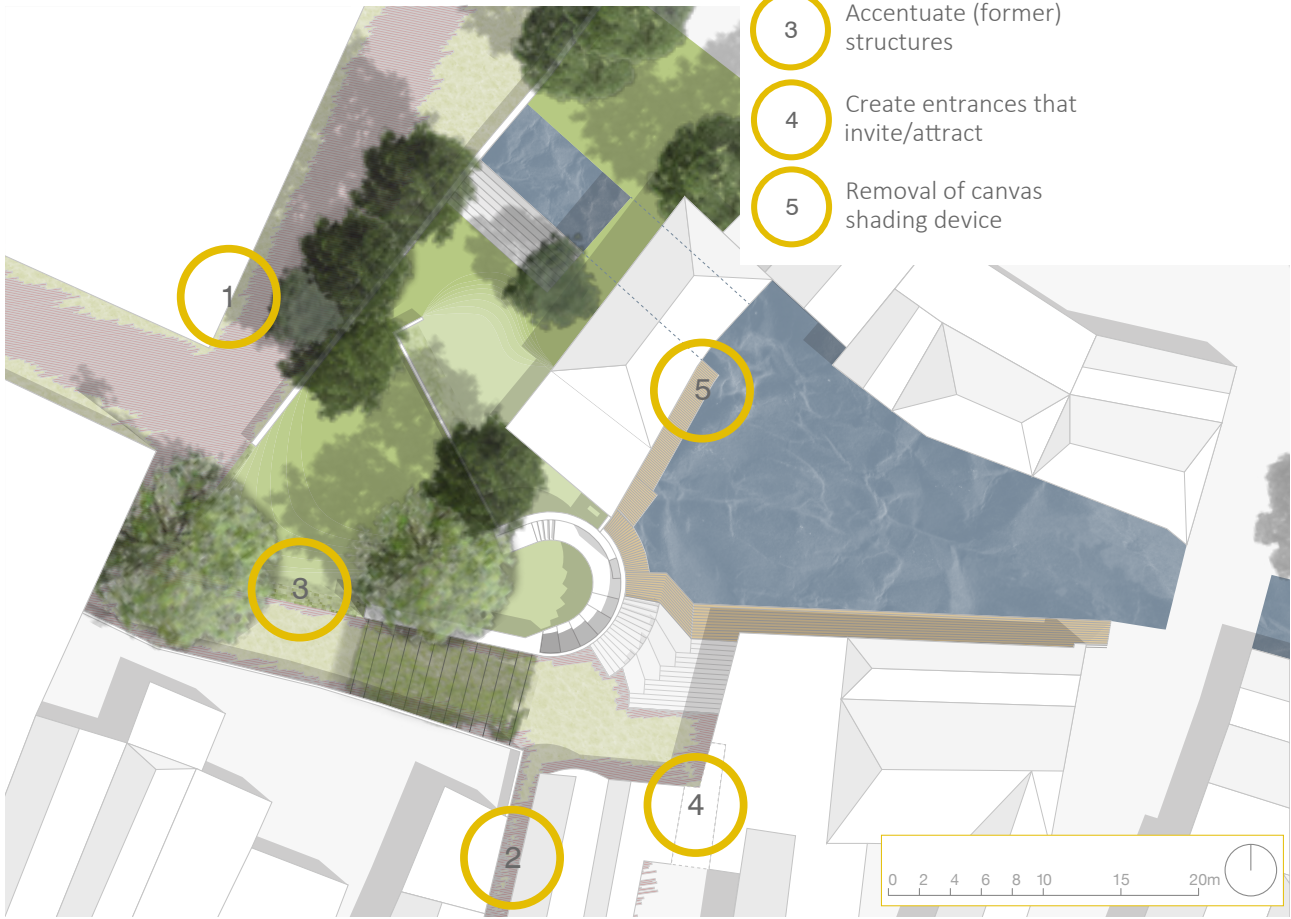 3
Accentuate (former)
structures
4
Create entrances that
invite/attract
5
Removal of canvas
shading device
1
5
3
4
2
0 2 4 6 8 10 15 20m